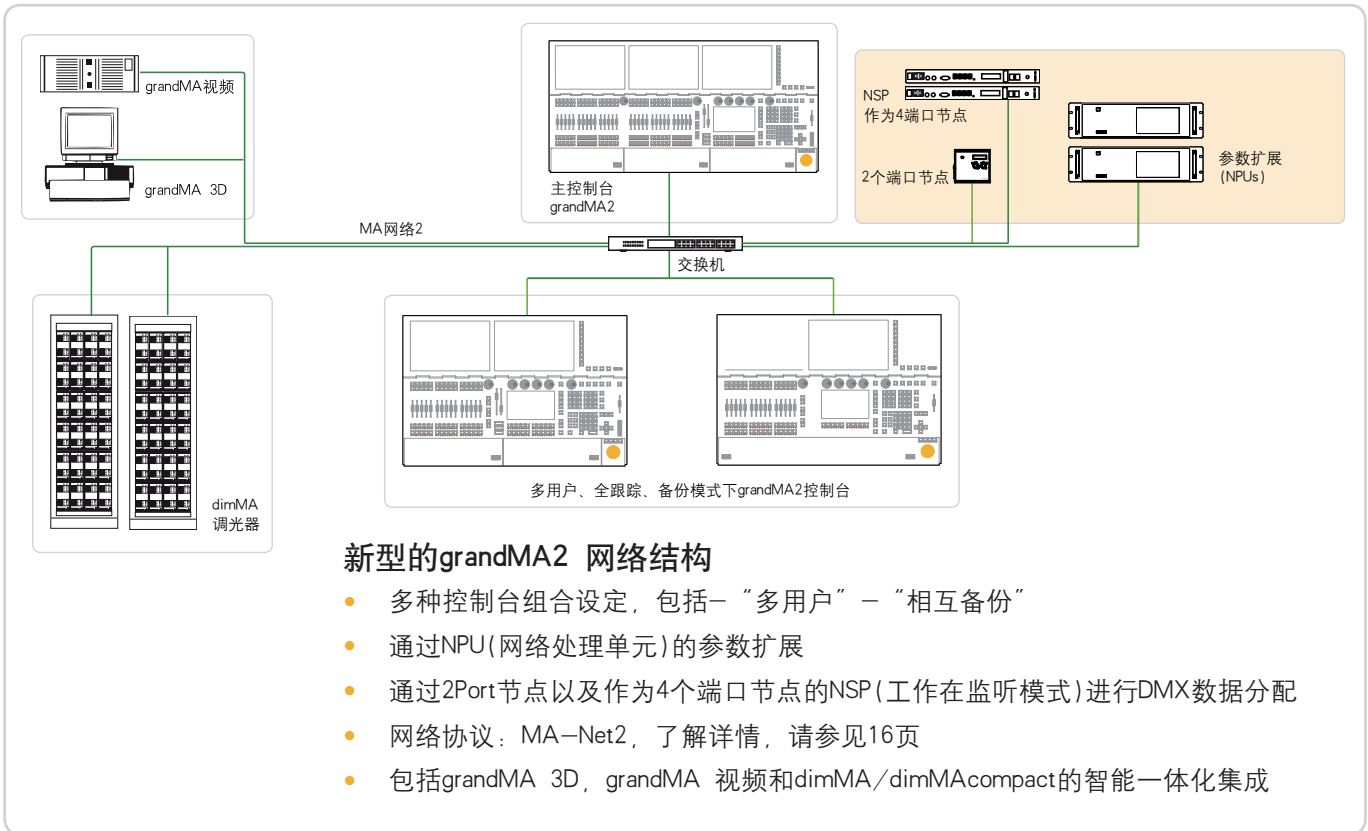 grandMA视频
grandMA 3D
主控制台
grandMA2
NSP
作为4端口节点
2个端口节点
参数扩展
(NPUs)
MA网络2
交换机
dimMA
调光器
多用户、全跟踪、备份模式下grandMA2控制台
新型的grandMA2 网络结构
• 多种控制台组合设定，包括—“多用户”—“相互备份”
• 通过NPU(网络处理单元)的参数扩展
• 通过2Port节点以及作为4个端口节点的NSP(工作在监听模式)进行DMX数据分配
• 网络协议：MA—Net2，了解详情，请参见16页
• 包括grandMA 3D，grandMA 视频和dimMA/dimMAcompact的智能一体化集成